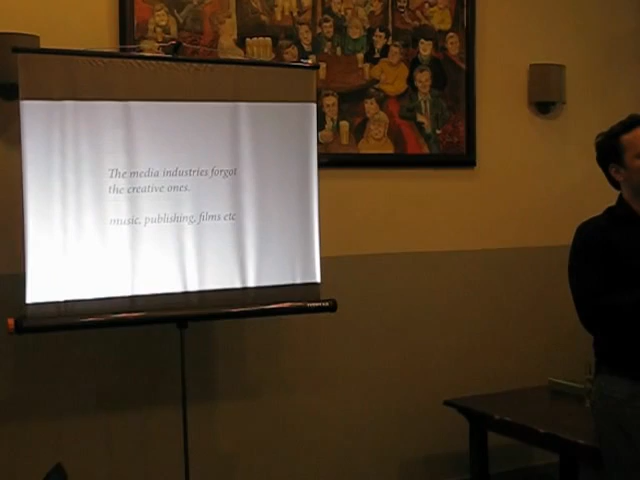 The media industries forgot
the creative ones.
music, publishing, films etc